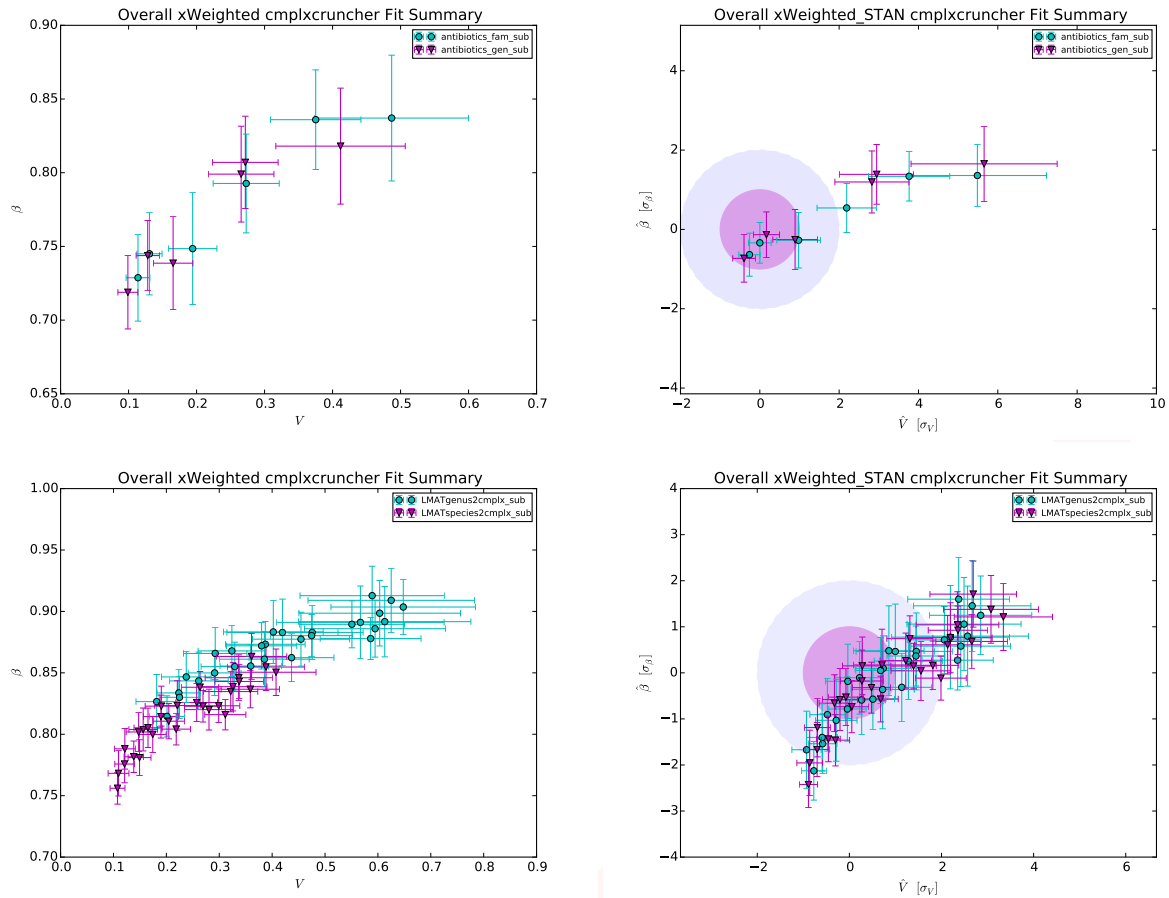 Overall xWeighted cmplxcruncher Fit Summary
0.90
0.85
0.80
0.75
0.70
0.65
β
antibiotics_fam_sub
antibiotics_gen_sub
0.0 0.1 0.2 0.3 0.4 0.5 0.6 0.7
V
Overall xWeighted_STAN cmplxcruncher Fit Summary
4
2
0
−2
−4
β̂ [σβ]
antibiotics_fam_sub
antibiotics_gen_sub
−2 0 2 4 6 8 10
V̂ [σV]
Overall xWeighted cmplxcruncher Fit Summary
1.00
0.95
0.90
0.85
0.80
0.75
0.70
β
LMATgenus2cmplx_sub
LMATspecies2cmplx_sub
0.0 0.1 0.2 0.3 0.4 0.5 0.6 0.7 0.8 0.9
V
Overall xWeighted_STAN cmplxcruncher Fit Summary
4
3
2
1
0
−1
−2
−3
−4
β̂ [σβ]
LMATgenus2cmplx_sub
LMATspecies2cmplx_sub
−2 0 2 4 6
V̂ [σV]